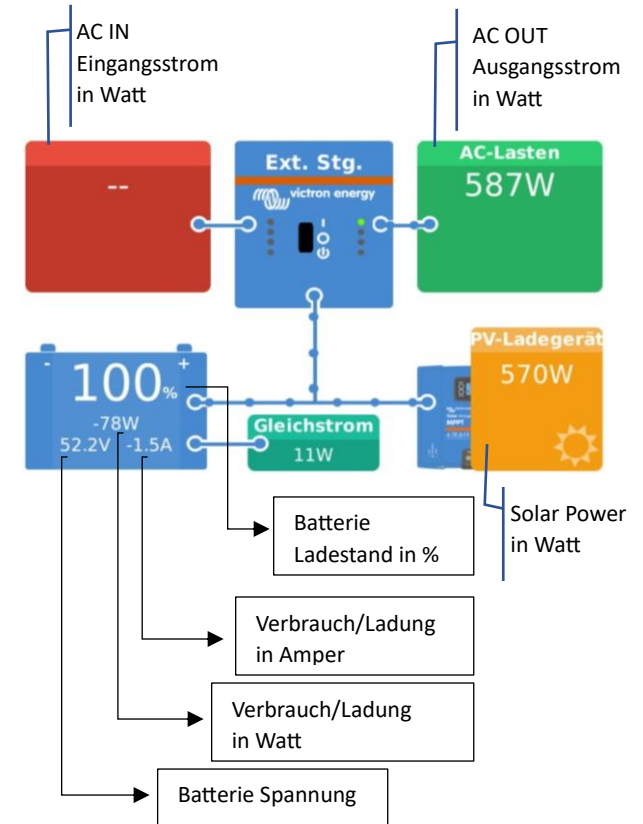 AC IN
Eingangsstrom
in Watt
AC OUT
Ausgangsstrom
in Watt
--
Ext. Stg.
victron energy
AC-Lasten
587W
- +
100%
-78W
52.2V -1.5A
Gleichstrom
11W
PV-Ladegerät
570W
MPPT
Solar Power
in Watt
Batterie
Ladestand in %
Verbrauch/Ladung
in Amper
Verbrauch/Ladung
in Watt
Batterie Spannung